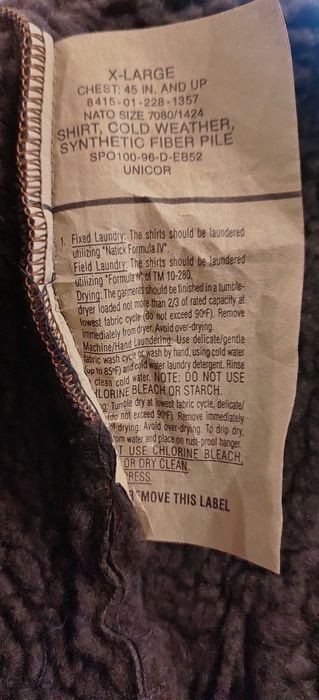 X-LARGE
CHEST: 45 IN. AND UP
8415-01-228-1357
NATO SIZE 7080/1424
SHIRT, COLD WEATHER,
SYNTHETIC FIBER PILE
SPO100-96-D-EB52
UNICOR
1. Fixed Laundry: The shirts should be laundered
utilizing "Natick Formula IV".
Field Laundry: The shirts should be laundered
utilizing "Formula II" of TM 10-280.
Drying: The garments should be finished in a tumble-
dryer loaded not more than 2/3 of rated capacity at
lowest fabric cycle (do not exceed 90°F). Remove
immediately from dryer. Avoid over-drying.
Machine/Hand Laundering: Use delicate/gentle
fabric wash cycle or wash by hand, using cold water
(up to 85°F) and cold water laundry detergent. Rinse
clean cold water. NOTE: DO NOT USE
LORINE BLEACH OR STARCH.
g: Tumble dry at lowest fabric cycle, delicate/
(do not exceed 90°F). Remove immediately
drying. Avoid over-drying. To drip dry,
om water and place on rust-proof hanger.
T USE CHLORINE BLEACH,
OR DRY CLEAN.
PRESS.
EMOVE THIS LABEL